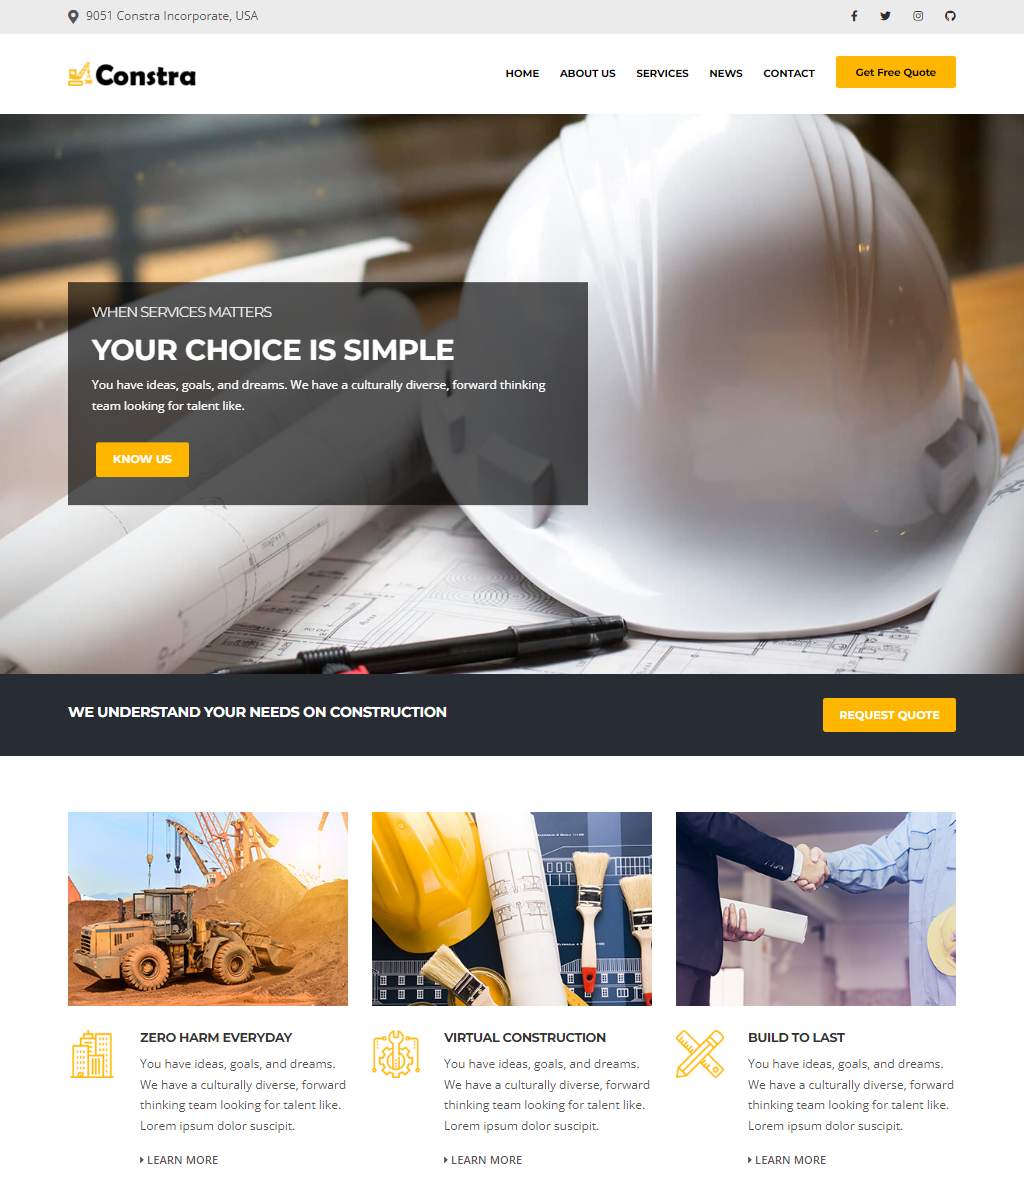 9051 Constra Incorporate, USA
Constra
HOME ABOUT US SERVICES NEWS CONTACT Get Free Quote
WHEN SERVICES MATTERS
YOUR CHOICE IS SIMPLE
You have ideas, goals, and dreams. We have a culturally diverse, forward thinking
team looking for talent like.
KNOW US
WE UNDERSTAND YOUR NEEDS ON CONSTRUCTION
REQUEST QUOTE
ZERO HARM EVERYDAY
You have ideas, goals, and dreams.
We have a culturally diverse, forward
thinking team looking for talent like.
Lorem ipsum dolor suscipit.
LEARN MORE
VIRTUAL CONSTRUCTION
You have ideas, goals, and dreams.
We have a culturally diverse, forward
thinking team looking for talent like.
Lorem ipsum dolor suscipit.
LEARN MORE
BUILD TO LAST
You have ideas, goals, and dreams.
We have a culturally diverse, forward
thinking team looking for talent like.
Lorem ipsum dolor suscipit.
LEARN MORE